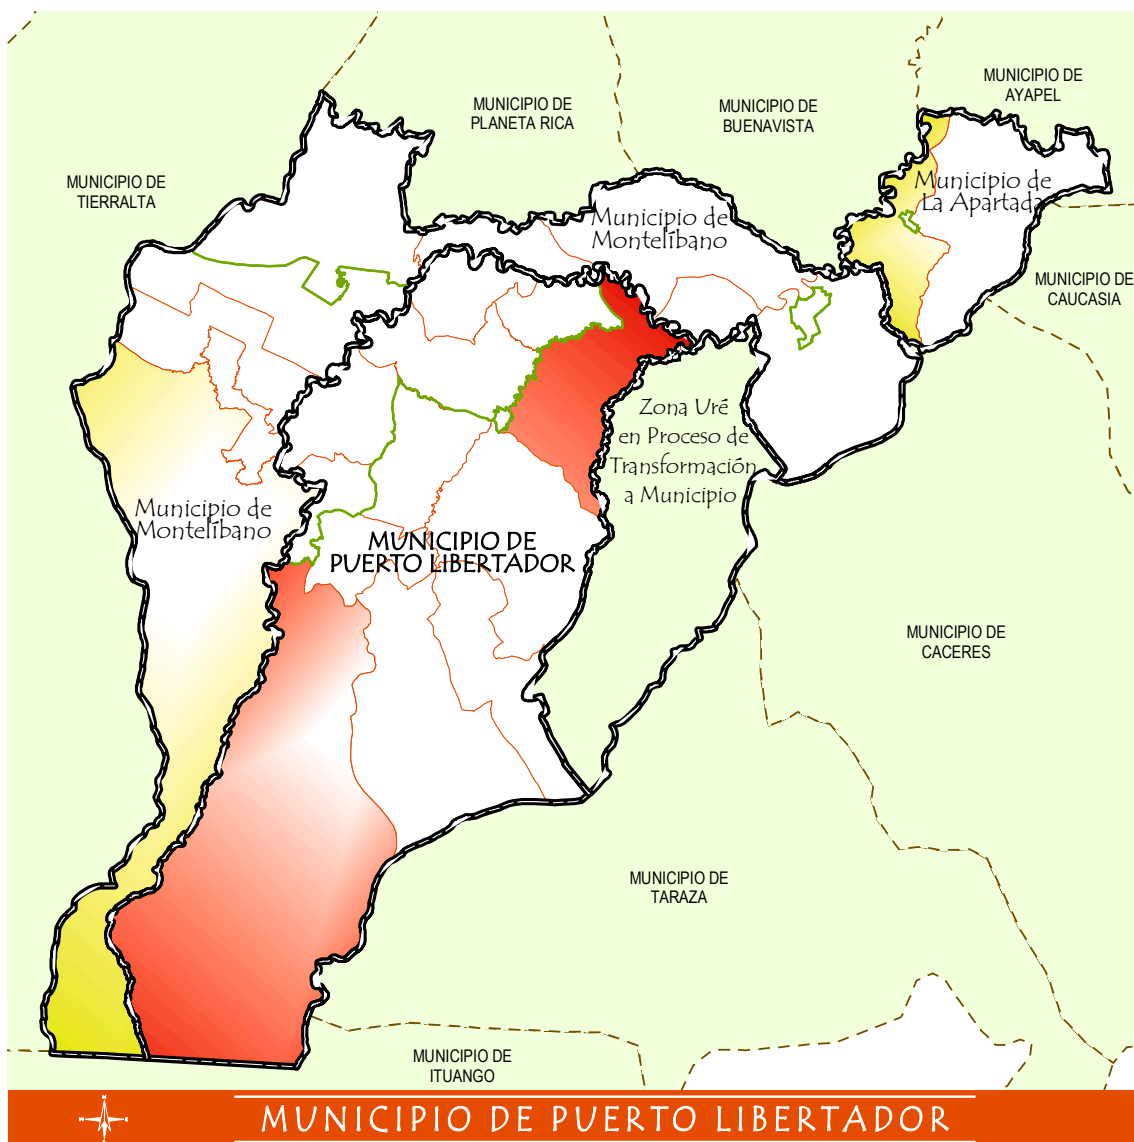 MUNICIPIO DE
AYAPEL
MUNICIPIO DE
PLANETA RICA
MUNICIPIO DE
BUENAVISTA
MUNICIPIO DE
TIERRALTA
Municipio de
La Apartada
Municipio de
Montelíbano
MUNICIPIO DE
CAUCASIA
Zona Uré
en Proceso de
Transformación
a Municipio
Municipio de
Montelíbano
MUNICIPIO DE
PUERTO LIBERTADOR
MUNICIPIO DE
CACERES
MUNICIPIO DE
TARAZA
MUNICIPIO DE
ITUANGO
N
W E
S
MUNICIPIO DE PUERTO LIBERTADOR